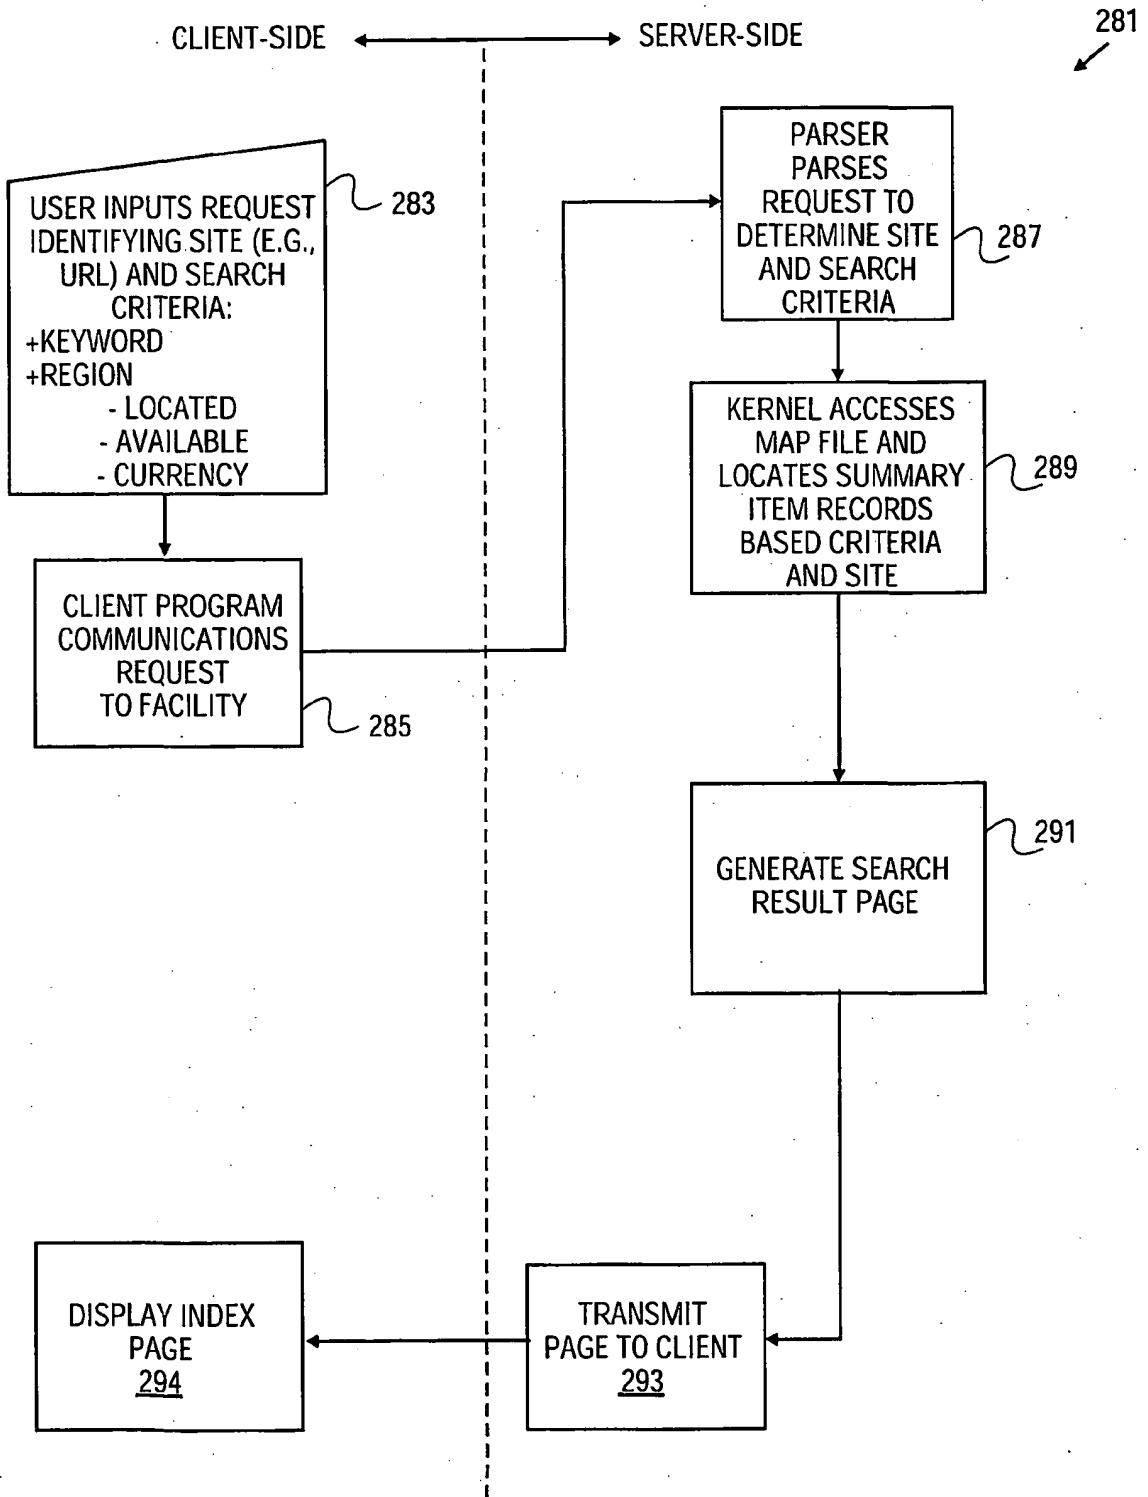 CLIENT-SIDE
SERVER-SIDE
281
USER INPUTS REQUEST
IDENTIFYING SITE (E.G.,
URL) AND SEARCH
CRITERIA:
+KEYWORD
+REGION
- LOCATED
- AVAILABLE
- CURRENCY
283
CLIENT PROGRAM
COMMUNICATIONS
REQUEST
TO FACILITY
285
PARSER
PARSES
REQUEST TO
DETERMINE SITE
AND SEARCH
CRITERIA
287
KERNEL ACCESSES
MAP FILE AND
LOCATES SUMMARY
ITEM RECORDS
BASED CRITERIA
AND SITE
289
GENERATE SEARCH
RESULT PAGE
291
TRANSMIT
PAGE TO CLIENT
293
DISPLAY INDEX
PAGE
294